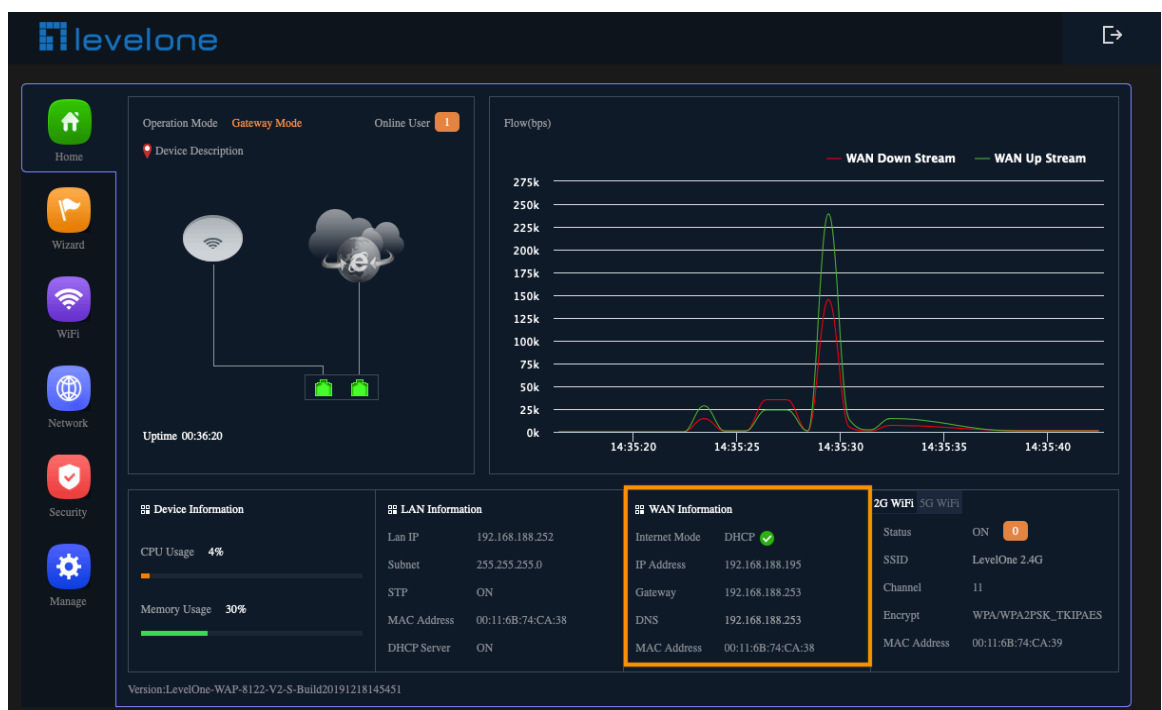 levelone
Home
Wizard
WiFi
Network
Security
Manage
Operation Mode Gateway Mode Online User 1
Device Description
Uptime 00:36:20
Flow(bps)
WAN Down Stream WAN Up Stream
275k
250k
225k
200k
175k
150k
125k
100k
75k
50k
25k
0k
14:35:20 14:35:25 14:35:30 14:35:35 14:35:40
Device Information
CPU Usage 4%
Memory Usage 30%
LAN Information
Lan IP 192.168.188.252
Subnet 255.255.255.0
STP ON
MAC Address 00:11:6B:74:CA:38
DHCP Server ON
WAN Information
Internet Mode DHCP
IP Address 192.168.188.195
Gateway 192.168.188.253
DNS 192.168.188.253
MAC Address 00:11:6B:74:CA:38
2G WiFi 5G WiFi
Status ON 0
SSID LevelOne 2.4G
Channel 11
Encrypt WPA/WPA2PSK_TKIPAES
MAC Address 00:11:6B:74:CA:39
Version:LevelOne-WAP-8122-V2-S-Build20191218145451